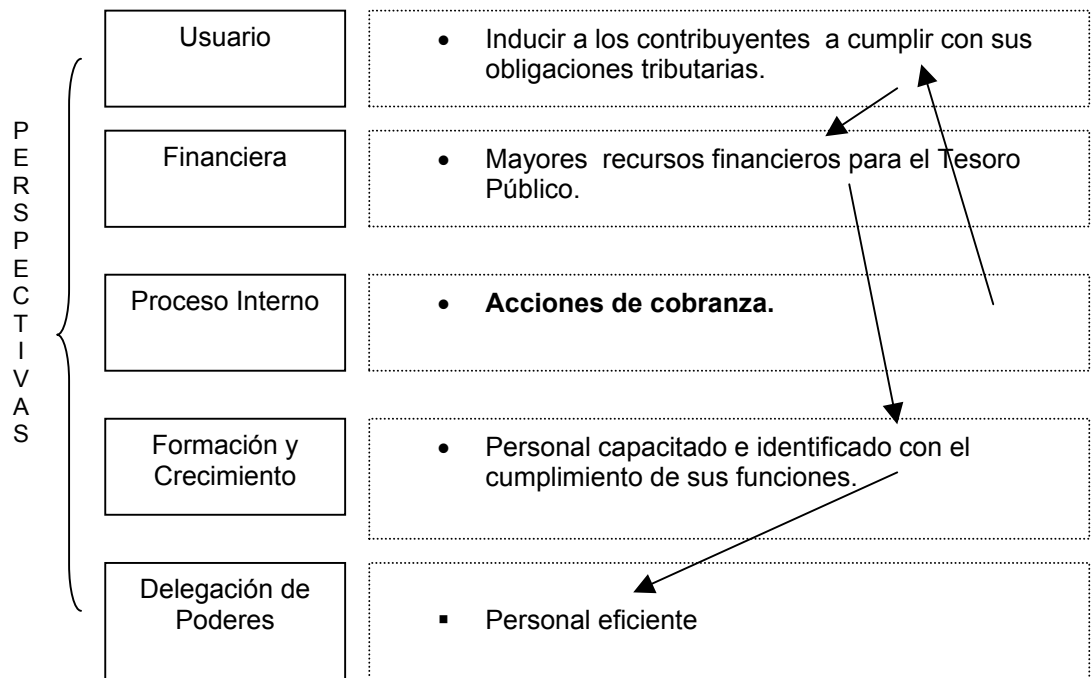 PERSPECTIVAS
Usuario
• Inducir a los contribuyentes a cumplir con sus
obligaciones tributarias.
Financiera
• Mayores recursos financieros para el Tesoro
Público.
Proceso Interno
• Acciones de cobranza.
Formación y
Crecimiento
• Personal capacitado e identificado con el
cumplimiento de sus funciones.
Delegación de
Poderes
▪ Personal eficiente